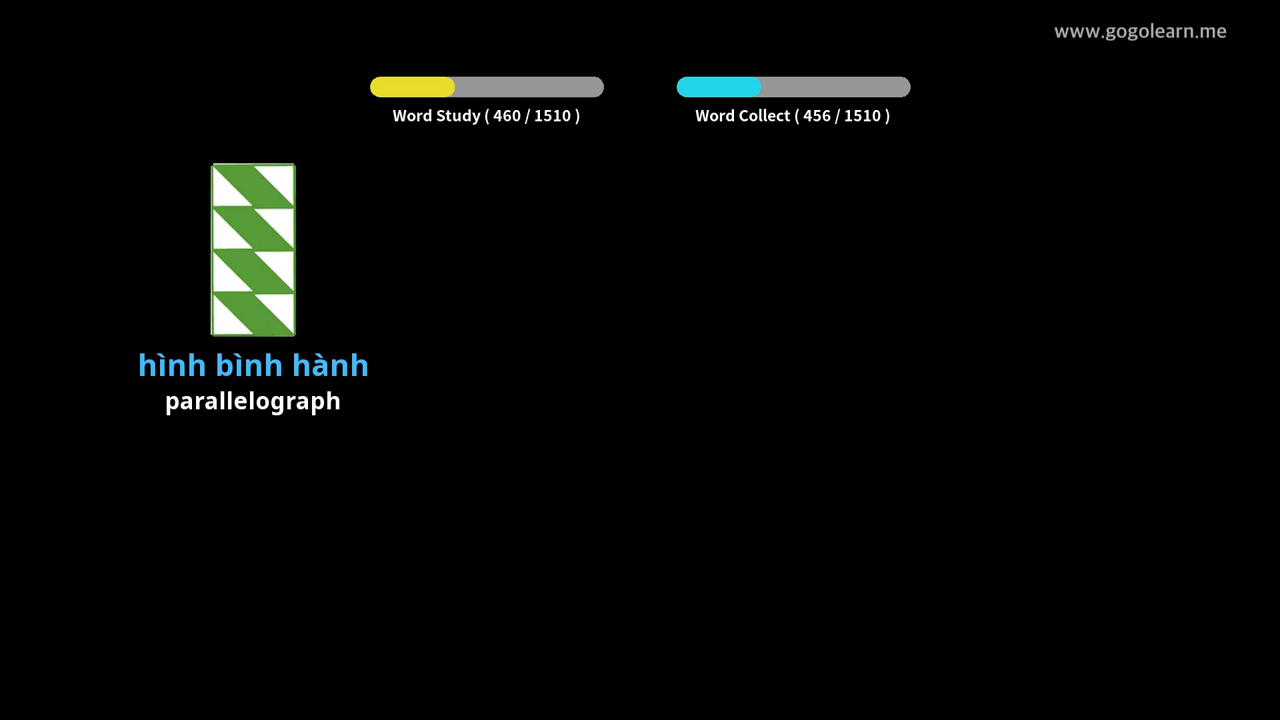 www.gogolearn.me
Word Study ( 460 / 1510 )
Word Collect ( 456 / 1510 )
hình bình hành
parallelograph